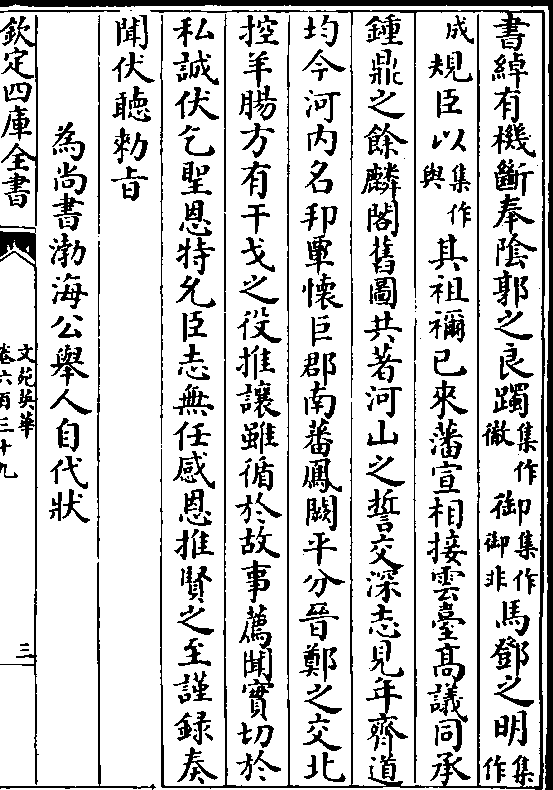 書綽有機斷奉陰郭之良躅集作徽御集作御非馬鄧之明集作
成規臣以集作與其祖禰已來藩宣相接雲臺髙議同承
鍾鼎之餘麟閣舊圖共著河山之誓交深志見年齊道
均今河内名邦覃懷巨郡南蕃鳳闕平分晉鄭之交北
控羊腸方有干戈之役推讓雖循於故事薦聞實切於
私誠伏乞聖恩特允臣志無任感恩推賢之至謹録奏
聞伏聽勅旨
為尚書渤海公舉人自代狀
欽定四庫全書
文苑英華
卷六百三十九
三